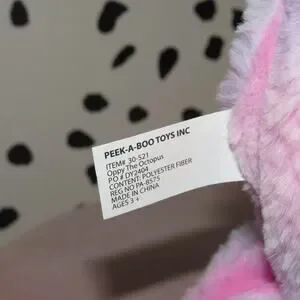 PEEK-A-BOO TOYS INC
ITEM# 30-521
Oppy The Octopus
PO # DY2404
CONTENT: POLYESTER FIBER
REG NO PA-8575
MADE IN CHINA
AGES 3 +